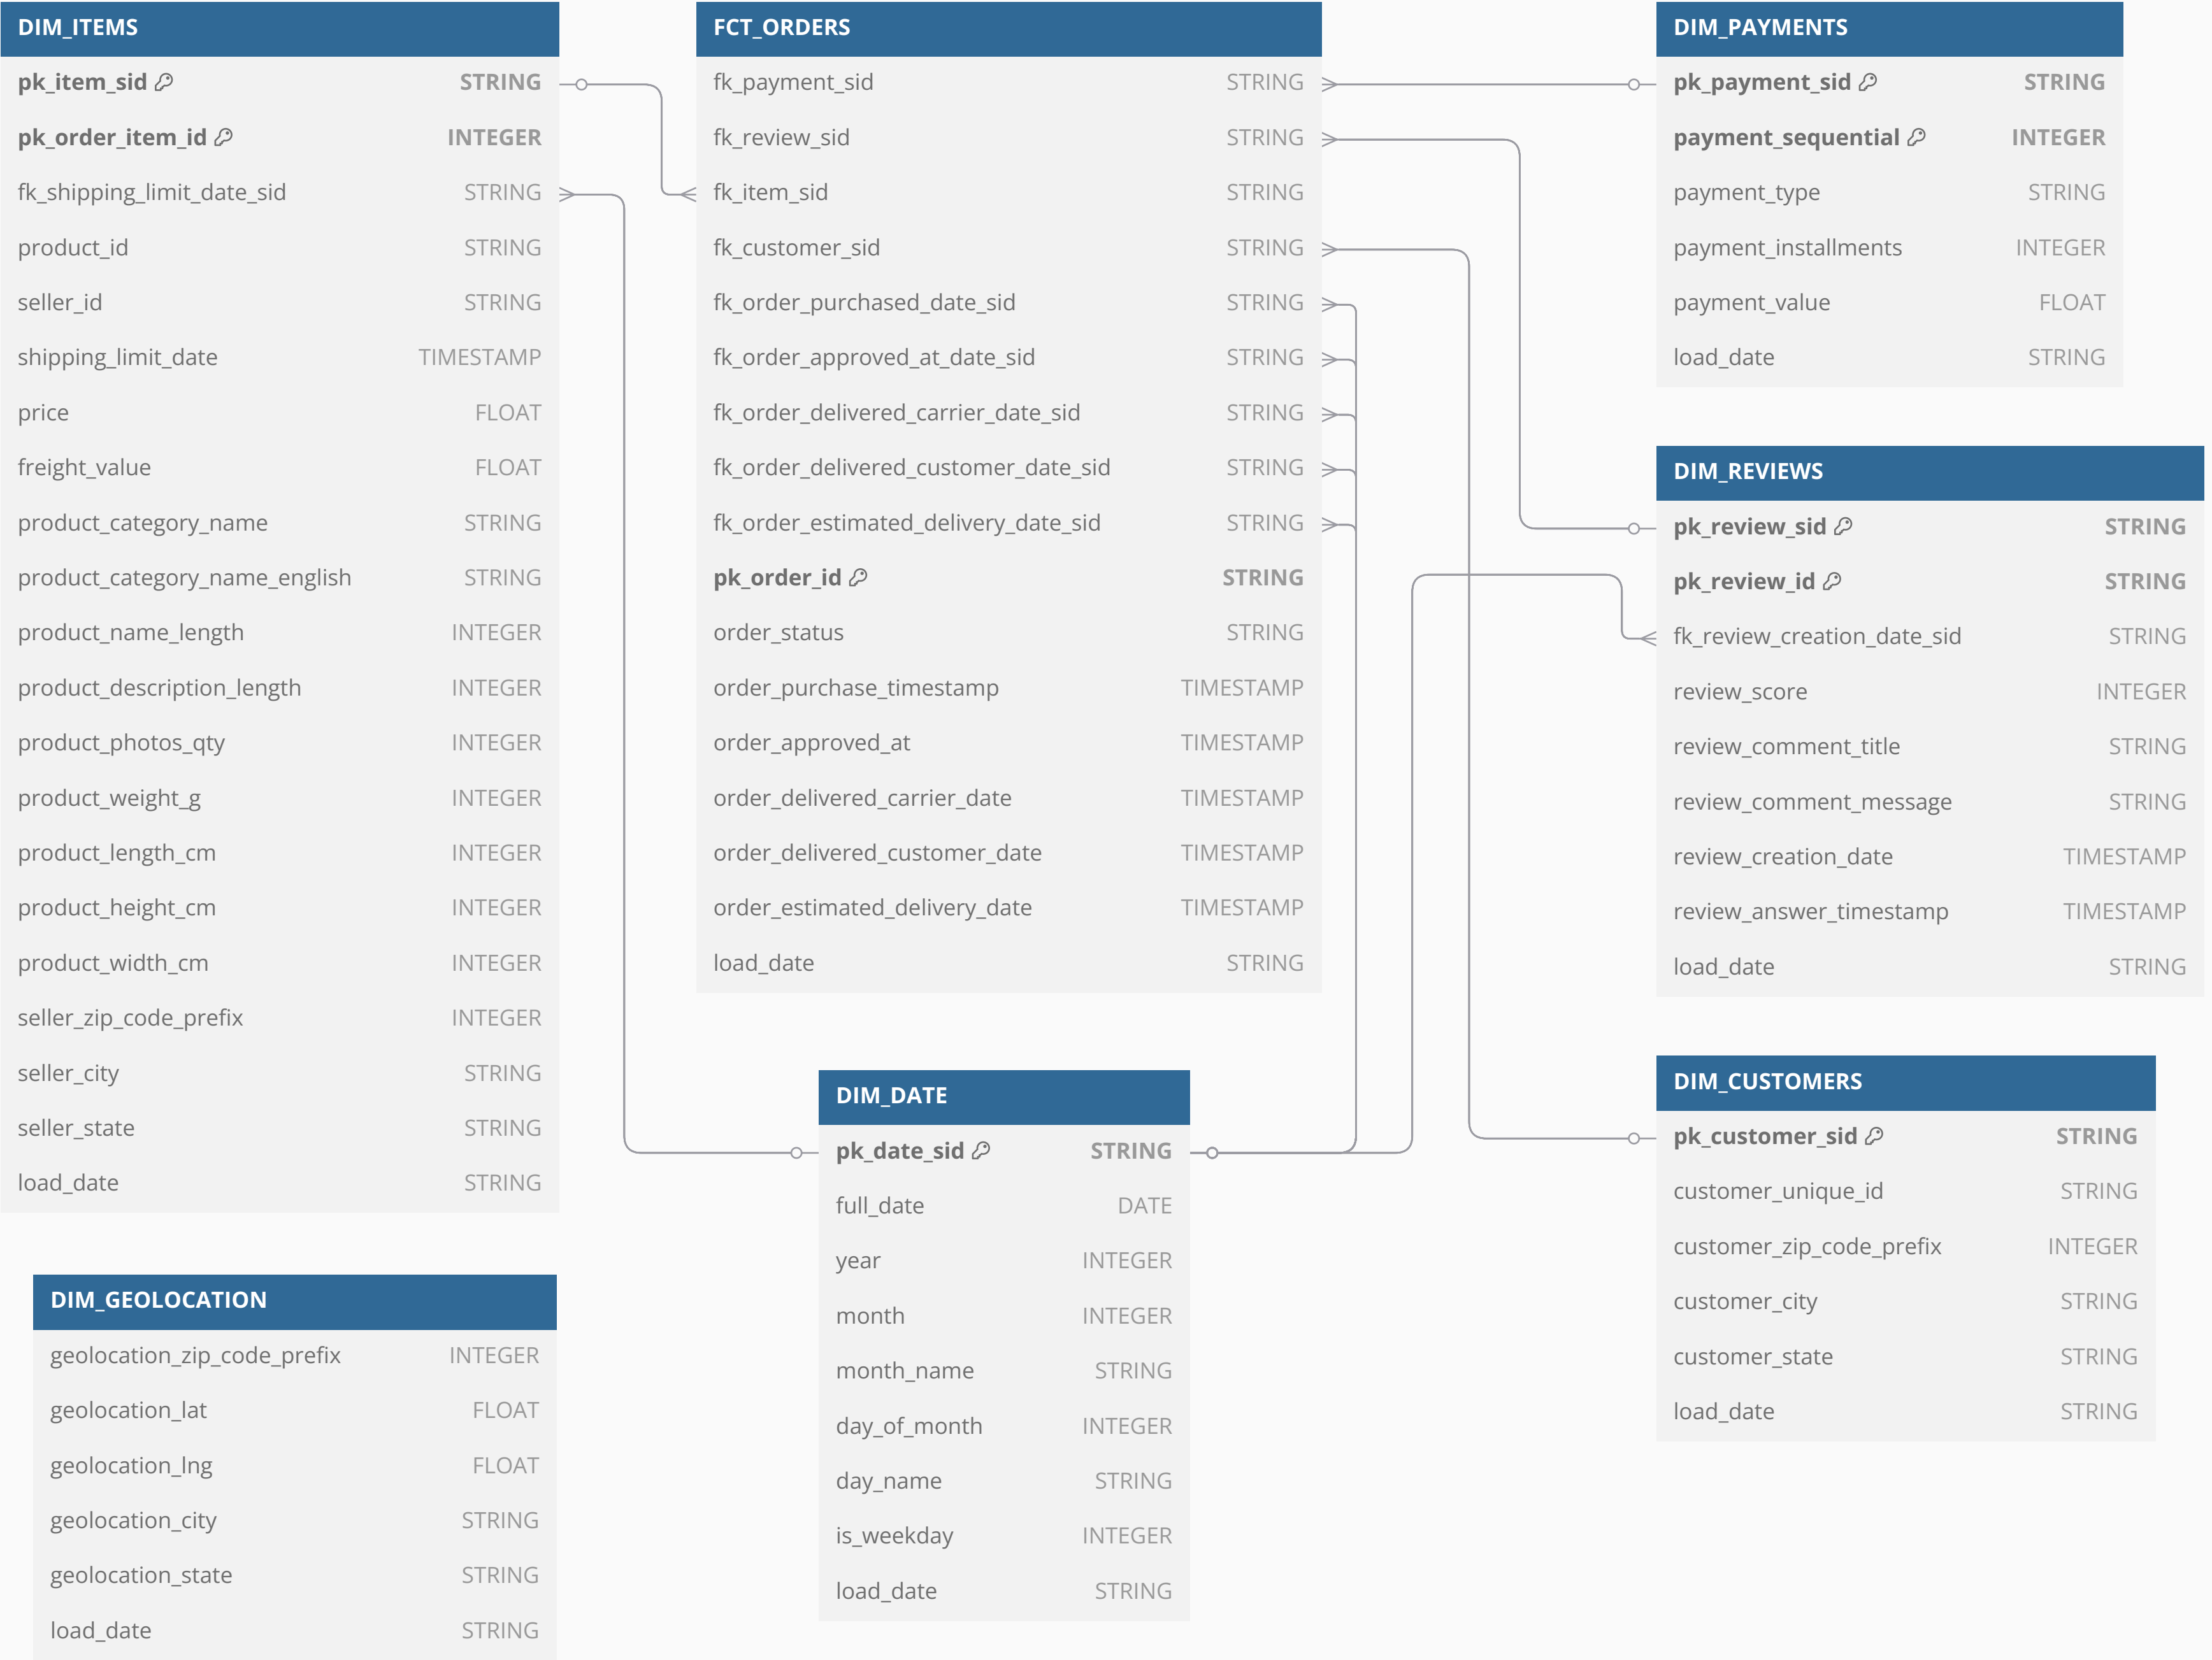 DIM_ITEMS
pk_item_sid STRING
pk_order_item_id INTEGER
fk_shipping_limit_date_sid STRING
product_id STRING
seller_id STRING
shipping_limit_date TIMESTAMP
price FLOAT
freight_value FLOAT
product_category_name STRING
product_category_name_english STRING
product_name_length INTEGER
product_description_length INTEGER
product_photos_qty INTEGER
product_weight_g INTEGER
product_length_cm INTEGER
product_height_cm INTEGER
product_width_cm INTEGER
seller_zip_code_prefix INTEGER
seller_city STRING
seller_state STRING
load_date STRING
FCT_ORDERS
fk_payment_sid STRING
fk_review_sid STRING
fk_item_sid STRING
fk_customer_sid STRING
fk_order_purchased_date_sid STRING
fk_order_approved_at_date_sid STRING
fk_order_delivered_carrier_date_sid STRING
fk_order_delivered_customer_date_sid STRING
fk_order_estimated_delivery_date_sid STRING
pk_order_id STRING
order_status STRING
order_purchase_timestamp TIMESTAMP
order_approved_at TIMESTAMP
order_delivered_carrier_date TIMESTAMP
order_delivered_customer_date TIMESTAMP
order_estimated_delivery_date TIMESTAMP
load_date STRING
DIM_PAYMENTS
pk_payment_sid STRING
payment_sequential INTEGER
payment_type STRING
payment_installments INTEGER
payment_value FLOAT
load_date STRING
DIM_REVIEWS
pk_review_sid STRING
pk_review_id STRING
fk_review_creation_date_sid STRING
review_score INTEGER
review_comment_title STRING
review_comment_message STRING
review_creation_date TIMESTAMP
review_answer_timestamp TIMESTAMP
load_date STRING
DIM_DATE
pk_date_sid STRING
full_date DATE
year INTEGER
month INTEGER
month_name STRING
day_of_month INTEGER
day_name STRING
is_weekday INTEGER
load_date STRING
DIM_CUSTOMERS
pk_customer_sid STRING
customer_unique_id STRING
customer_zip_code_prefix INTEGER
customer_city STRING
customer_state STRING
load_date STRING
DIM_GEOLOCATION
geolocation_zip_code_prefix INTEGER
geolocation_lat FLOAT
geolocation_lng FLOAT
geolocation_city STRING
geolocation_state STRING
load_date STRING